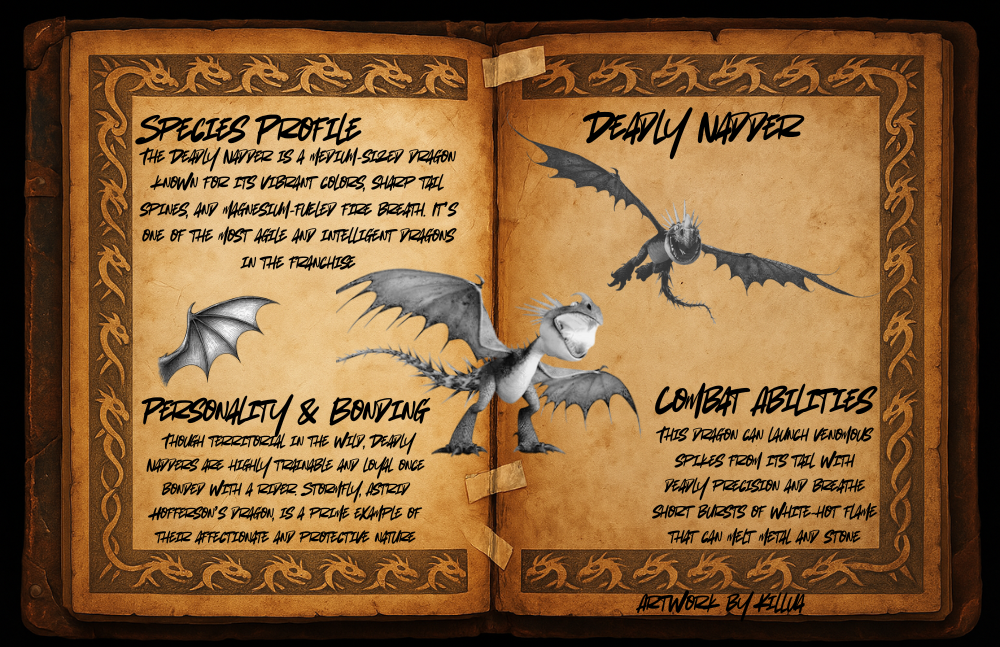 SPECIES PROFILE
THE DEADLY NADDER IS A MEDIUM-SIZED DRAGON
KNOWN FOR ITS VIBRANT COLORS, SHARP TAIL
SPINES, AND MAGNESIUM-FUELED FIRE BREATH. IT'S
ONE OF THE MOST AGILE AND INTELLIGENT DRAGONS
IN THE FRANCHISE
PERSONALITY & BONDING
THOUGH TERRITORIAL IN THE WILD, DEADLY
NADDERS ARE HIGHLY TRAINABLE AND LOYAL ONCE
BONDED WITH A RIDER. STORMFLY, ASTRID
HOFFERSON'S DRAGON, IS A PRIME EXAMPLE OF
THEIR AFFECTIONATE AND PROTECTIVE NATURE
DEADLY NADDER
COMBAT ABILITIES
THIS DRAGON CAN LAUNCH VENOMOUS
SPIKES FROM ITS TAIL WITH
DEADLY PRECISION AND BREATHE
SHORT BURSTS OF WHITE-HOT FLAME
THAT CAN MELT METAL AND STONE
ARTWORK BY KILLUA